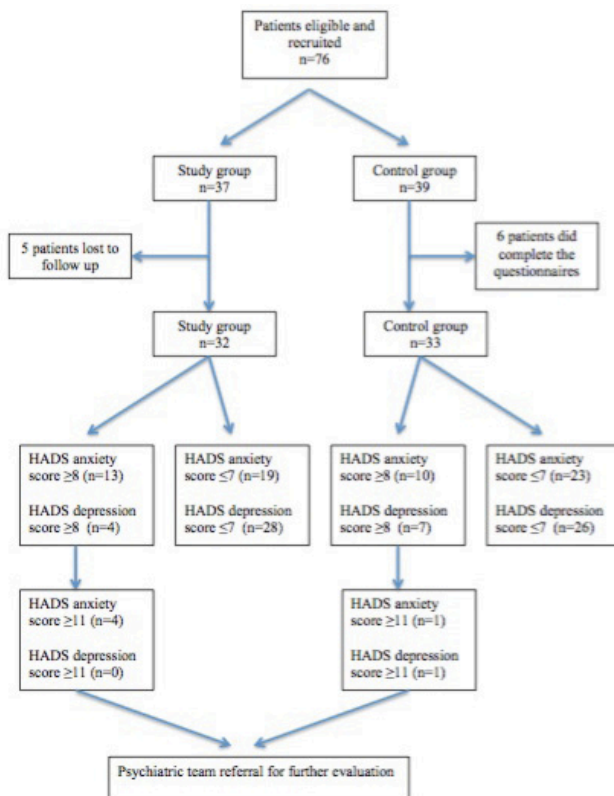 Patients eligible and
recruited
n=76
Study group
n=37
Control group
n=39
5 patients lost to
follow up
6 patients did
complete the
questionnaires
Study group
n=32
Control group
n=33
HADS anxiety
score ≥8 (n=13)
HADS depression
score ≥8 (n=4)
HADS anxiety
score ≤7 (n=19)
HADS depression
score ≤7 (n=28)
HADS anxiety
score ≥8 (n=10)
HADS depression
score ≥8 (n=7)
HADS anxiety
score ≤7 (n=23)
HADS depression
score ≤7 (n=26)
HADS anxiety
score ≥11 (n=4)
HADS depression
score ≥11 (n=0)
HADS anxiety
score ≥11 (n=1)
HADS depression
score ≥11 (n=1)
Psychiatric team referral for further evaluation